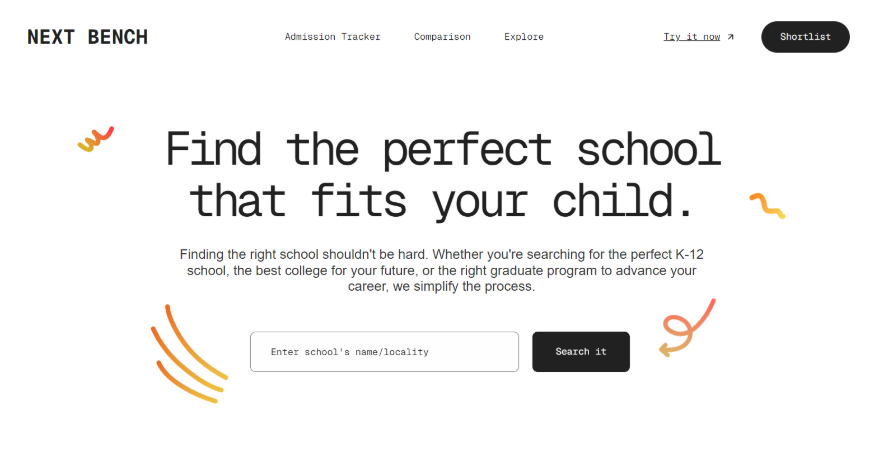 NEXT BENCH
Admission Tracker
Comparison
Explore
Try it now
Shortlist
Find the perfect school
that fits your child.
Finding the right school shouldn't be hard. Whether you're searching for the perfect K-12
school, the best college for your future, or the right graduate program to advance your
career, we simplify the process.
Enter school's name/locality
Search it